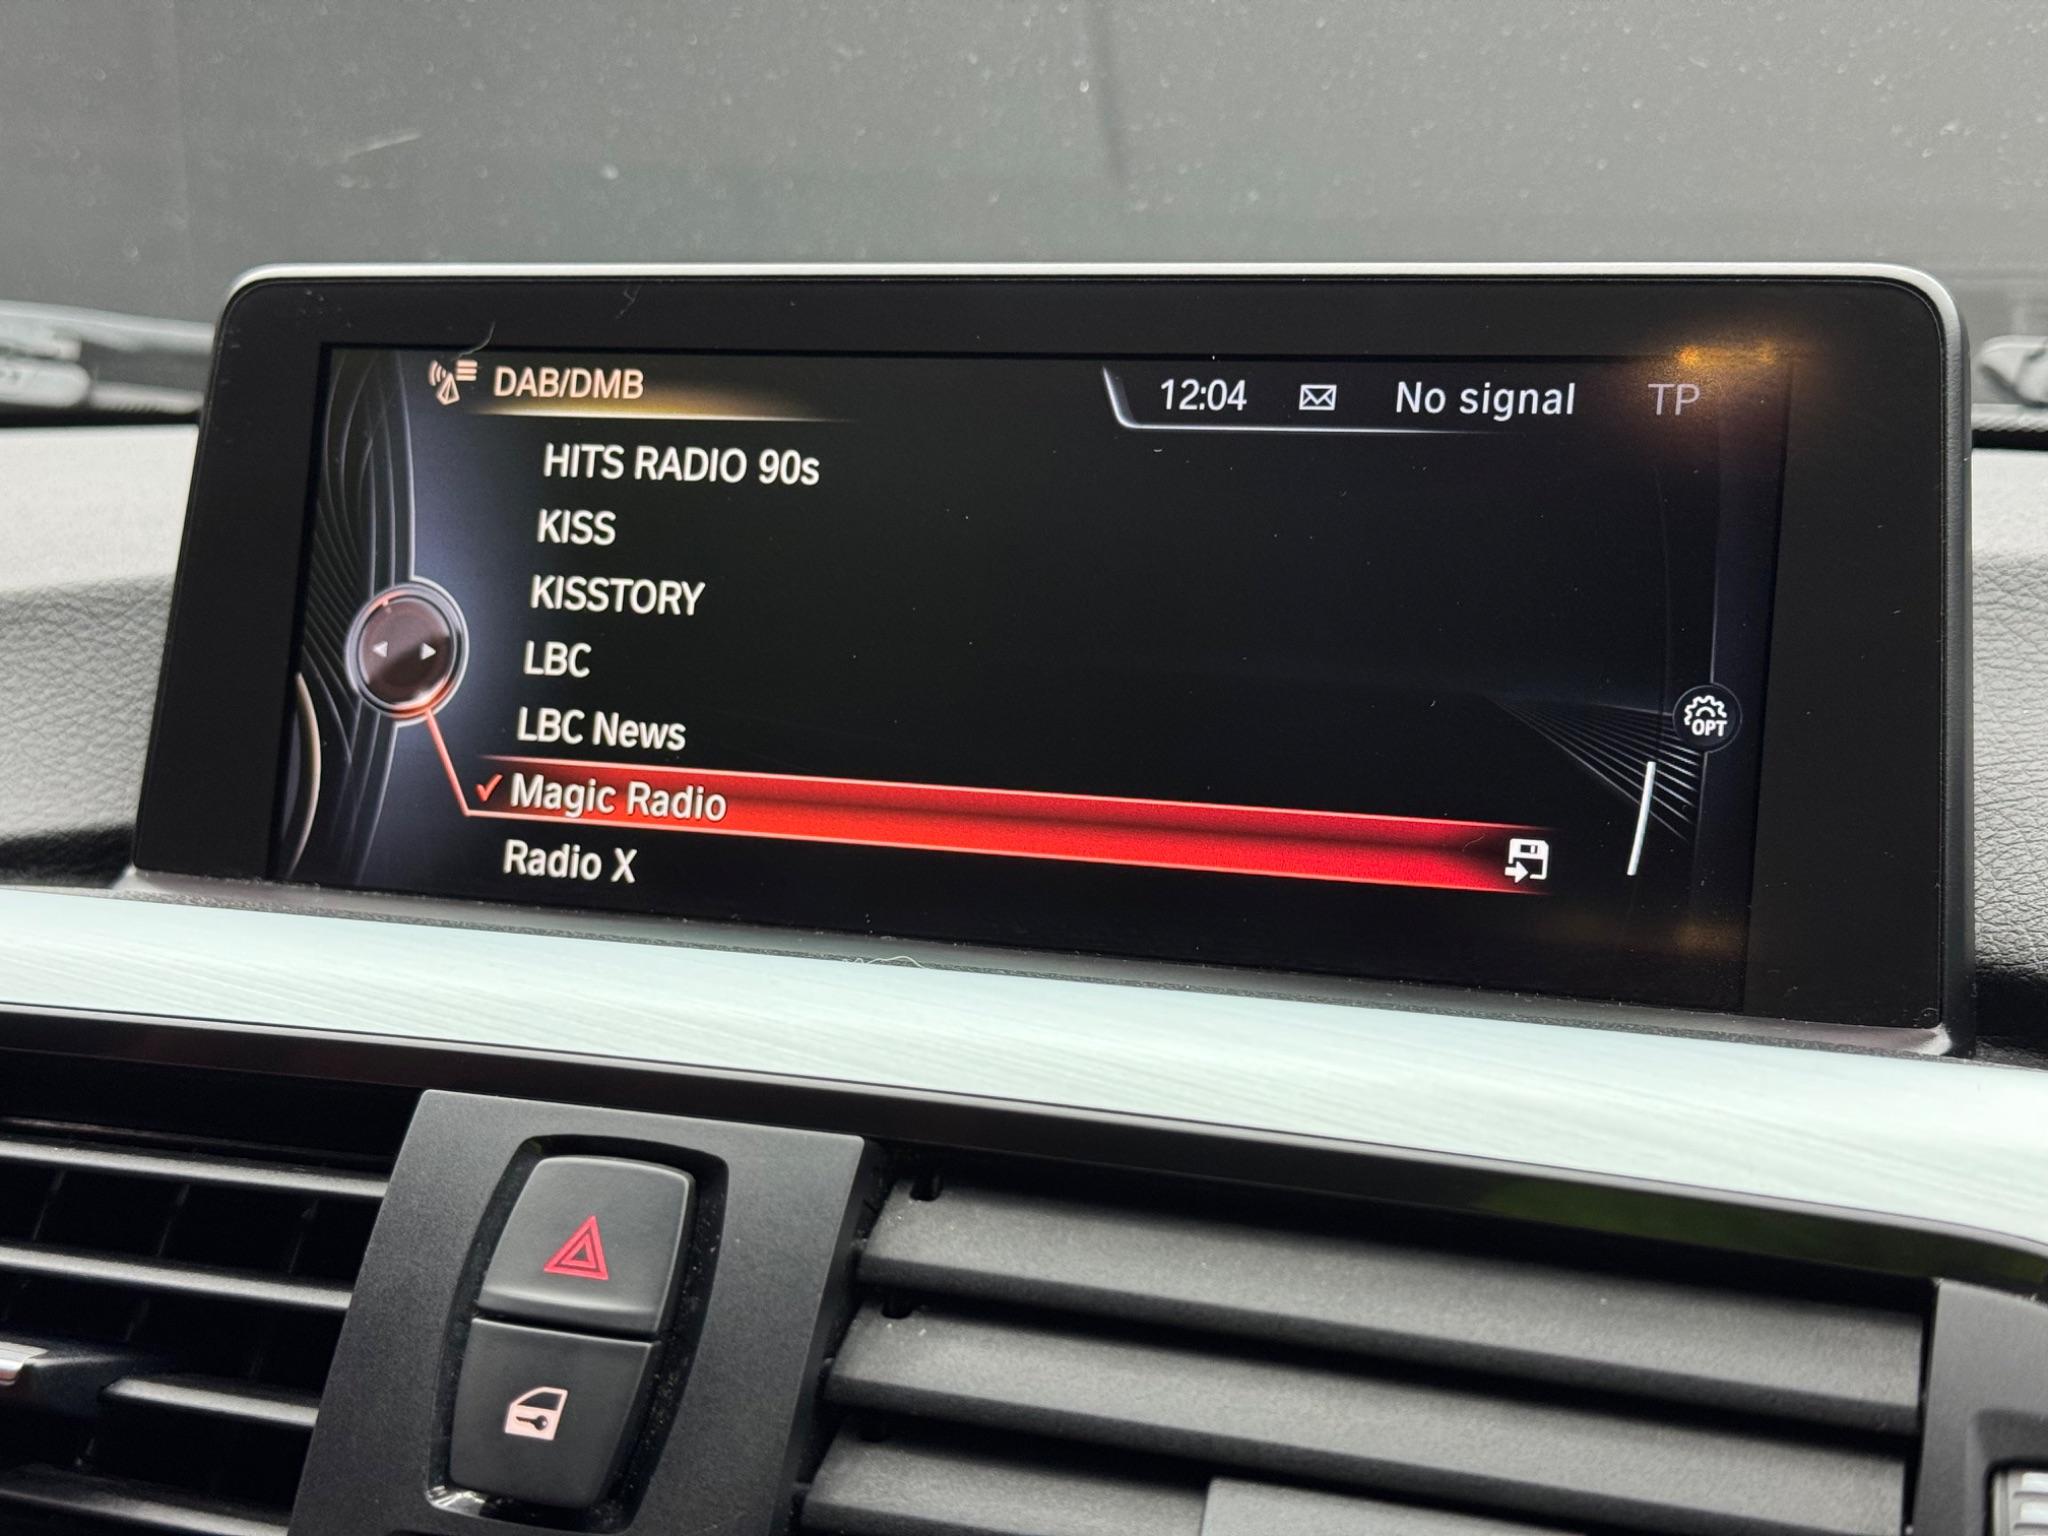 DAB/DMB
12:04 No signal TP
HITS RADIO 90s
KISS
KISSTORY
LBC
LBC News
OPT
Magic Radio
Radio X